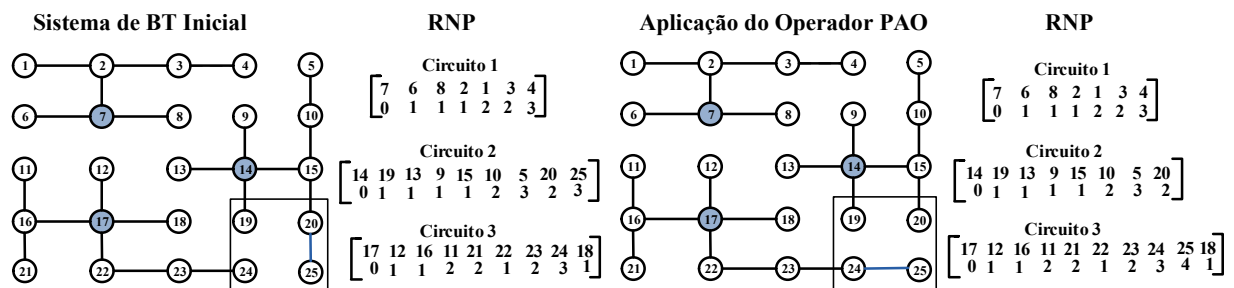 Sistema de BT Inicial
RNP
Aplicação do Operador PAO
RNP
1 2 3 4 5
6 7 8 9 10
11 12 13 14 15
16 17 18 19 20
21 22 23 24 25
Circuito 1
7 6 8 2 1 3 4
0 1 1 1 2 2 3
Circuito 2
14 19 13 9 15 10 5 20 25
0 1 1 1 1 2 3 2 3
Circuito 3
17 12 16 11 21 22 23 24 18
0 1 1 2 2 1 2 3 1
1 2 3 4 5
6 7 8 9 10
11 12 13 14 15
16 17 18 19 20
21 22 23 24 25
Circuito 1
7 6 8 2 1 3 4
0 1 1 1 2 2 3
Circuito 2
14 19 13 9 15 10 5 20
0 1 1 1 1 2 3 2
Circuito 3
17 12 16 11 21 22 23 24 25 18
0 1 1 2 2 1 2 3 4 1